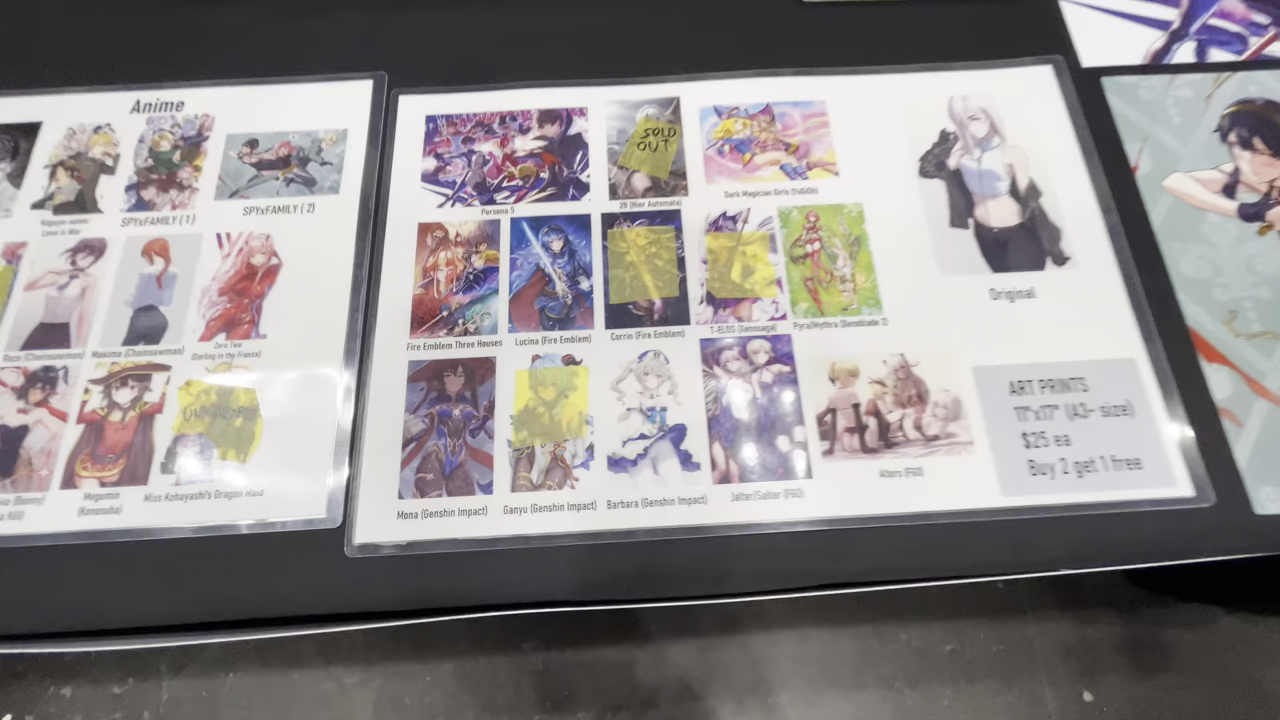 Anime
Love is War
SPYxFAMILY ( 1 )
SPYxFAMILY ( 2 )
(Chainsawman)
Makima (Chainsawman)
Zero Two
(Darling in the Franxx)
Megumin
(Konosuba)
Miss Kobayashi's Dragon Maid
Persona 5
SOLD
OUT
2B (Nier Automata)
Dark Magician Girls (YuGiOh)
Fire Emblem Three Houses
Lucina (Fire Emblem)
Corrin (Fire Emblem)
T-ELOS (Xenosaga)
Pyra/Mythra (Xenoblade 2)
Original
Mona (Genshin Impact)
Ganyu (Genshin Impact)
Barbara (Genshin Impact)
Jalter/Salter (FGO)
Alters (FGO)
ART PRINTS
11"x17" (A3- size)
$25 ea
Buy 2 get 1 free